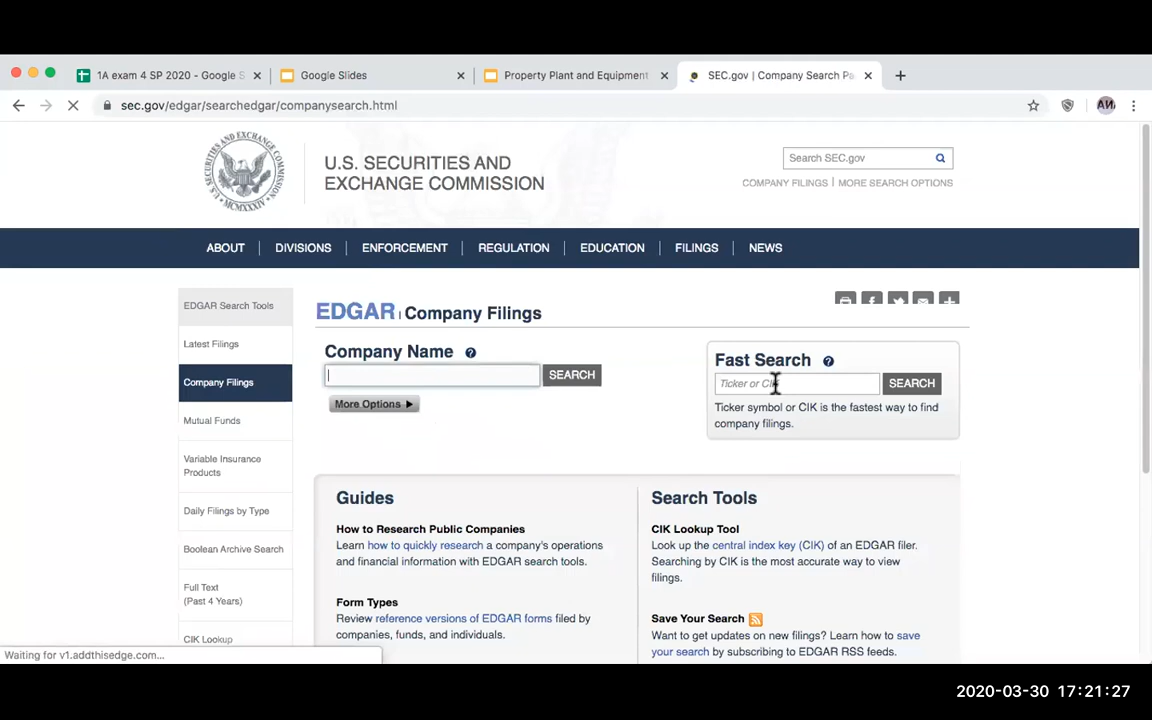 1A exam 4 SP 2020 - Google S
Google Slides
Property Plant and Equipment
SEC.gov | Company Search Pa
sec.gov/edgar/searchedgar/companysearch.html
U.S. SECURITIES AND
EXCHANGE COMMISSION
Search SEC.gov
COMPANY FILINGS | MORE SEARCH OPTIONS
ABOUT | DIVISIONS | ENFORCEMENT | REGULATION | EDUCATION | FILINGS | NEWS
EDGAR Search Tools
Latest Filings
Company Filings
Mutual Funds
Variable Insurance
Products
Daily Filings by Type
Boolean Archive Search
Full Text
(Past 4 Years)
CIK Lookup
EDGAR | Company Filings
Company Name
SEARCH
More Options
Fast Search
Ticker or CIK
SEARCH
Ticker symbol or CIK is the fastest way to find
company filings.
Guides
How to Research Public Companies
Learn how to quickly research a company's operations
and financial information with EDGAR search tools.
Form Types
Review reference versions of EDGAR forms filed by
companies, funds, and individuals.
Search Tools
CIK Lookup Tool
Look up the central index key (CIK) of an EDGAR filer.
Searching by CIK is the most accurate way to view
filings.
Save Your Search
Want to get updates on new filings? Learn how to save
your search by subscribing to EDGAR RSS feeds.
Waiting for v1.addthisedge.com...
2020-03-30 17:21:27